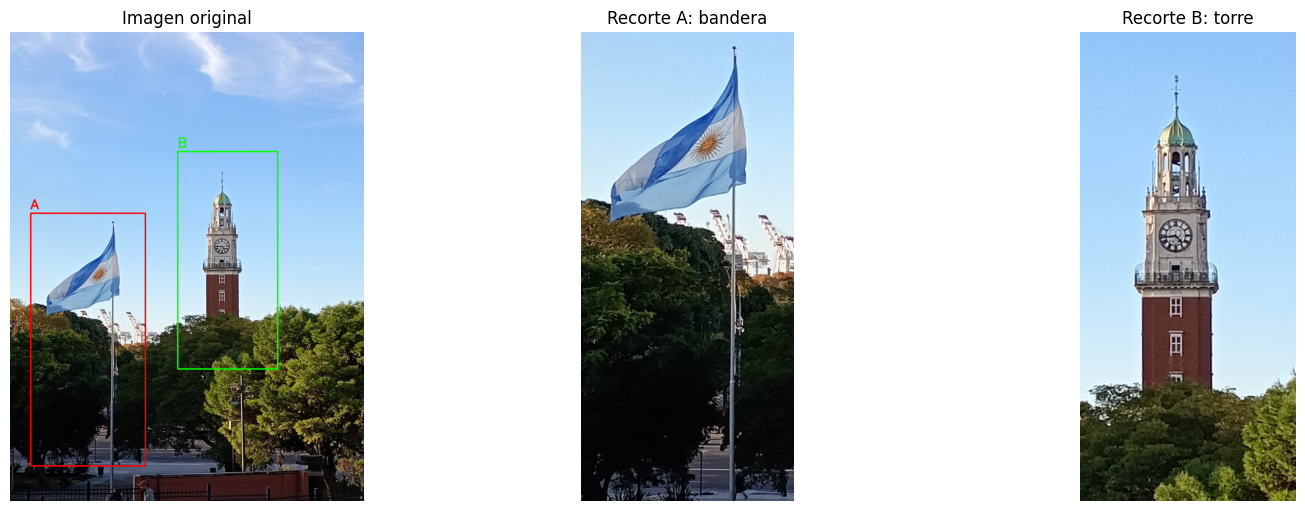 Imagen original
Recorte A: bandera
Recorte B: torre
B
A